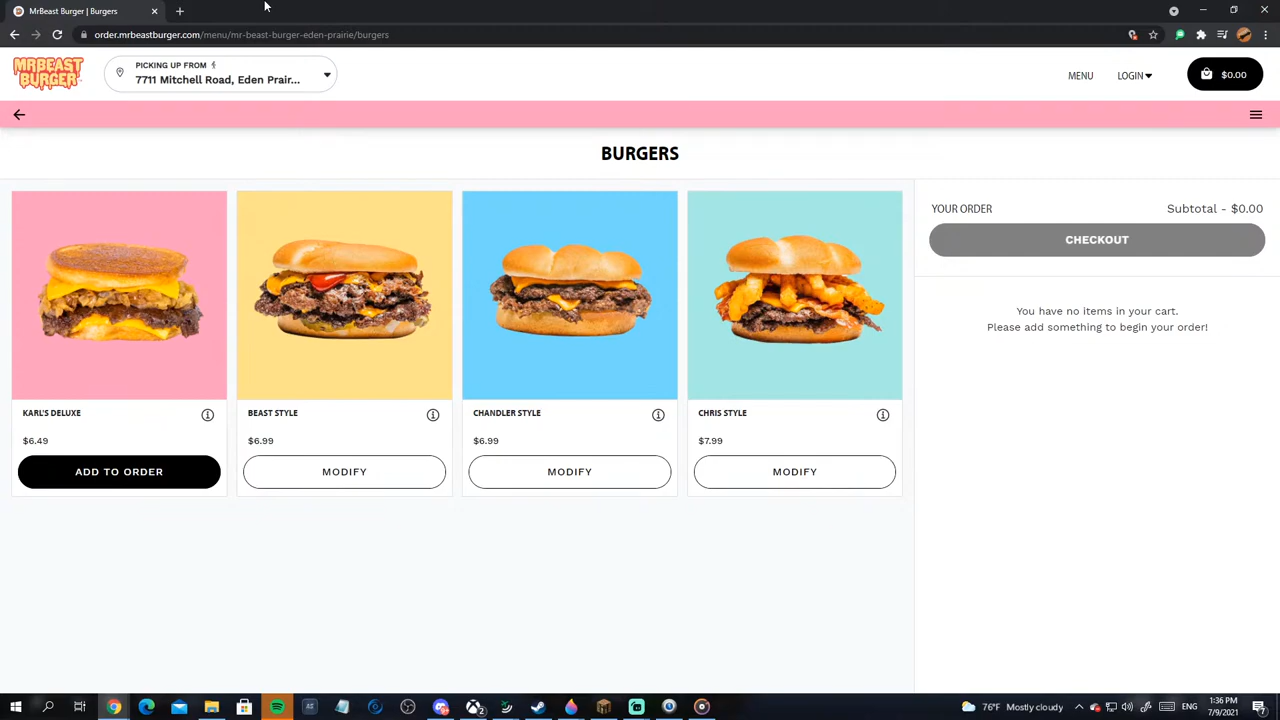 MrBeast Burger | Burgers
order.mrbeastburger.com/menu/mr-beast-burger-eden-prairie/burgers
MRBEAST
BURGER
PICKING UP FROM
7711 Mitchell Road, Eden Prair...
MENU
LOGIN
$0.00
BURGERS
KARL'S DELUXE
$6.49
ADD TO ORDER
BEAST STYLE
$6.99
MODIFY
CHANDLER STYLE
$6.99
MODIFY
CHRIS STYLE
$7.99
MODIFY
YOUR ORDER
Subtotal - $0.00
CHECKOUT
You have no items in your cart.
Please add something to begin your order!
76°F Mostly cloudy
ENG
1:36 PM
7/9/2021